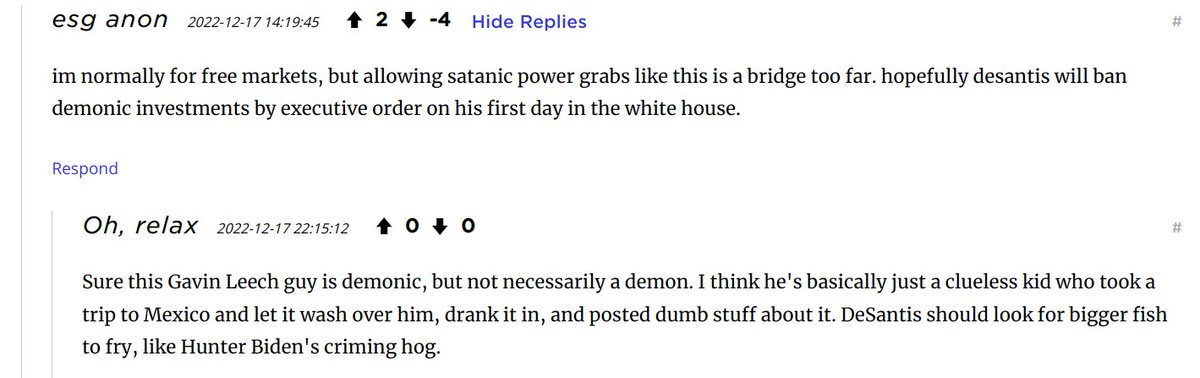 esg anon 2022-12-17 14:19:45 2 -4 Hide Replies #
im normally for free markets, but allowing satanic power grabs like this is a bridge too far. hopefully desantis will ban
demonic investments by executive order on his first day in the white house.
Respond
Oh, relax 2022-12-17 22:15:12 0 0 #
Sure this Gavin Leech guy is demonic, but not necessarily a demon. I think he's basically just a clueless kid who took a
trip to Mexico and let it wash over him, drank it in, and posted dumb stuff about it. DeSantis should look for bigger fish
to fry, like Hunter Biden's criming hog.